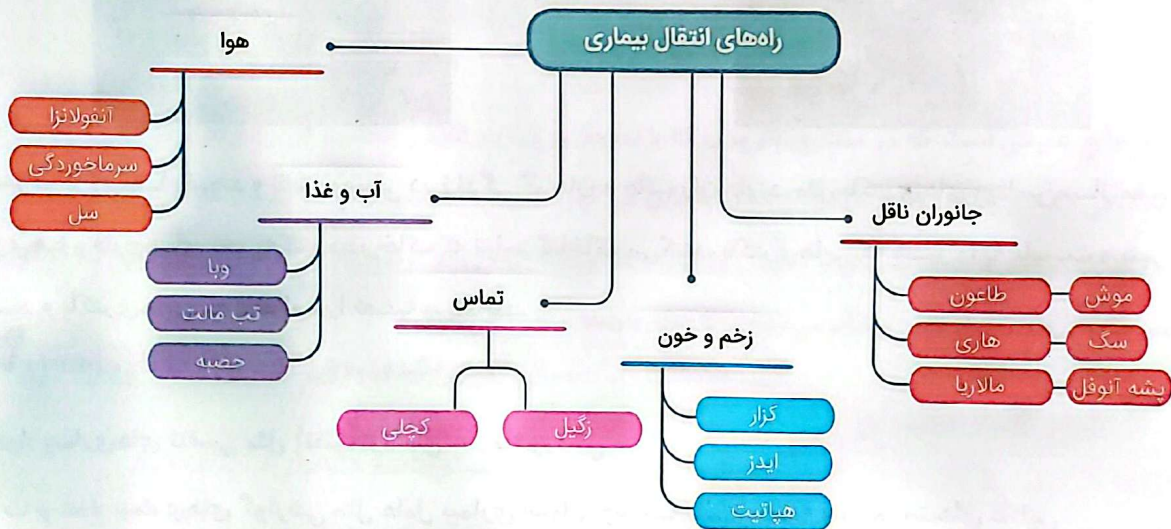 راه‌های انتقال بیماری
هوا
آنفولانزا
سرماخوردگی
سل
آب و غذا
وبا
تب مالت
حصبه
تماس
زگیل
کچلی
زخم و خون
کزاز
ایدز
هپاتیت
جانوران ناقل
طاعون
موش
هاری
سگ
مالاریا
پشه آنوفل